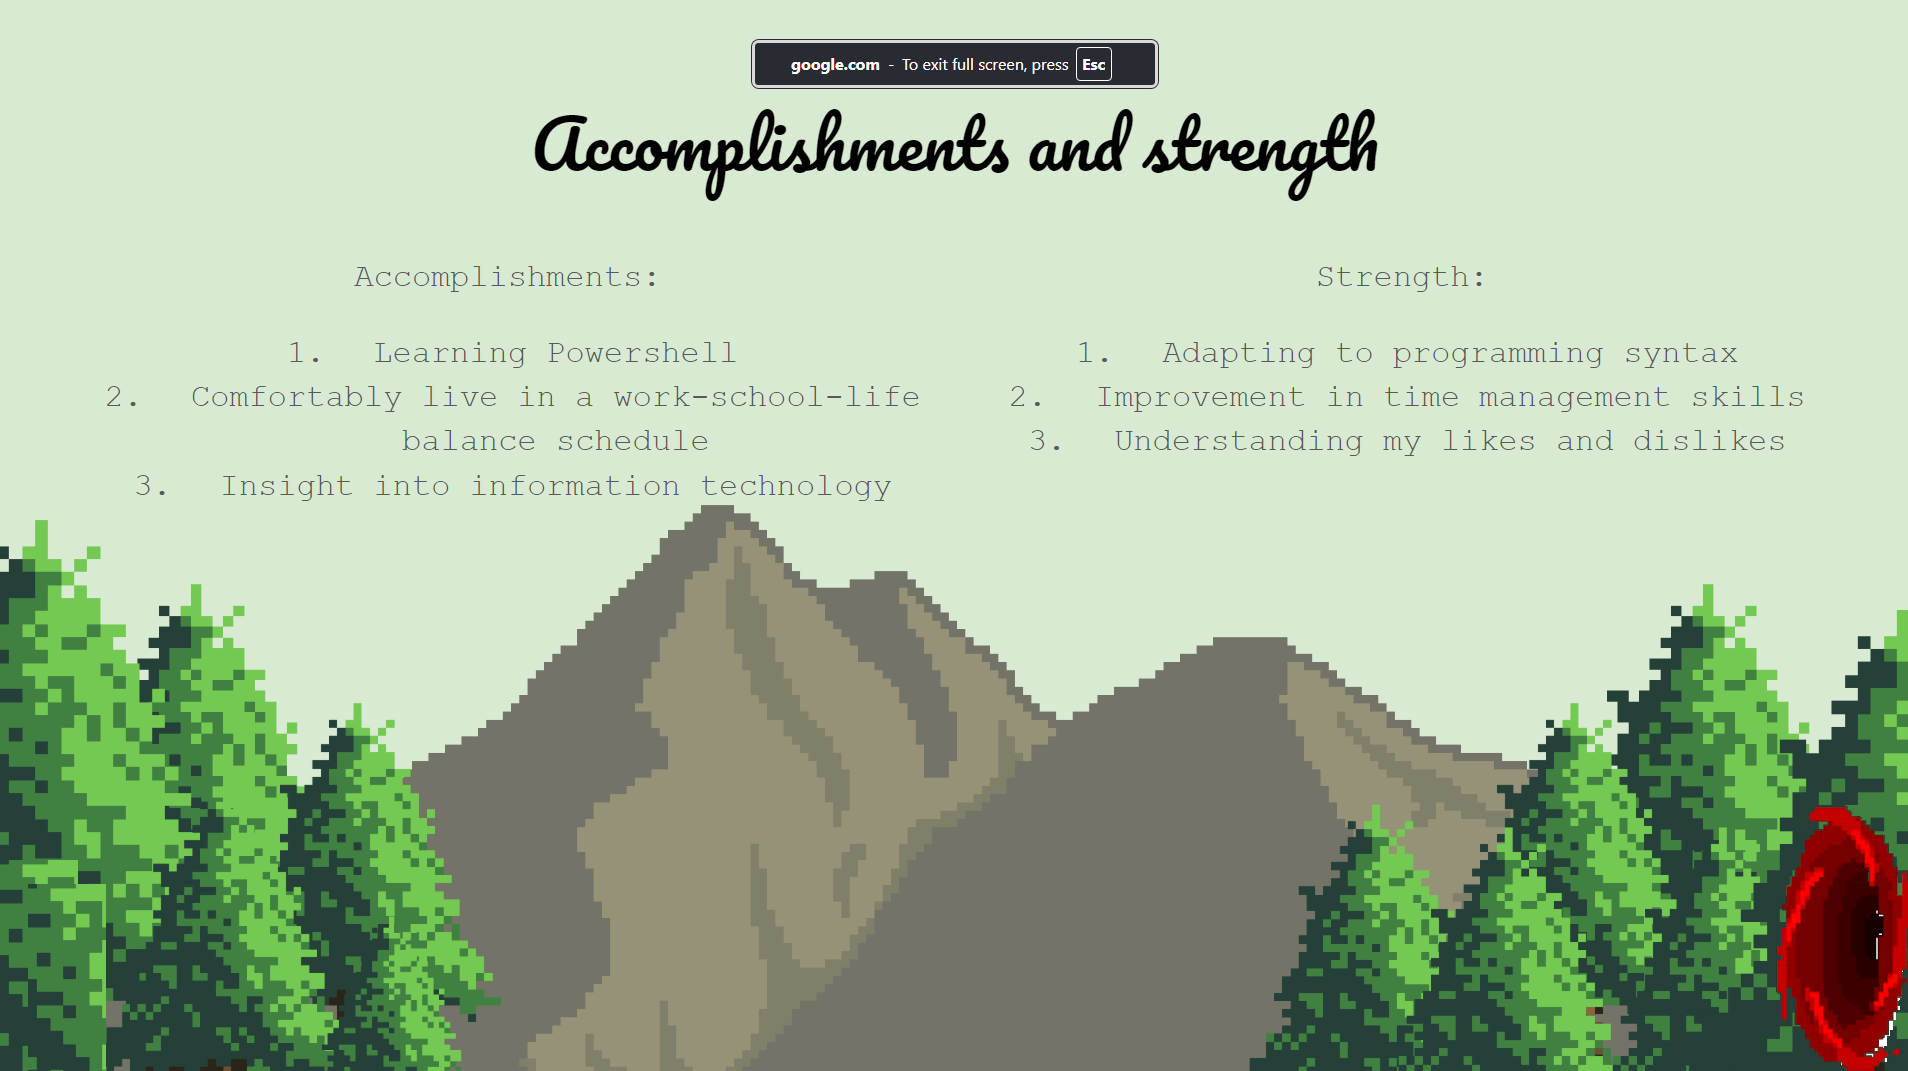 google.com - To exit full screen, press Esc
Accomplishments and strength
Accomplishments:
1. Learning Powershell
2. Comfortably live in a work-school-life
balance schedule
3. Insight into information technology
Strength:
1. Adapting to programming syntax
2. Improvement in time management skills
3. Understanding my likes and dislikes